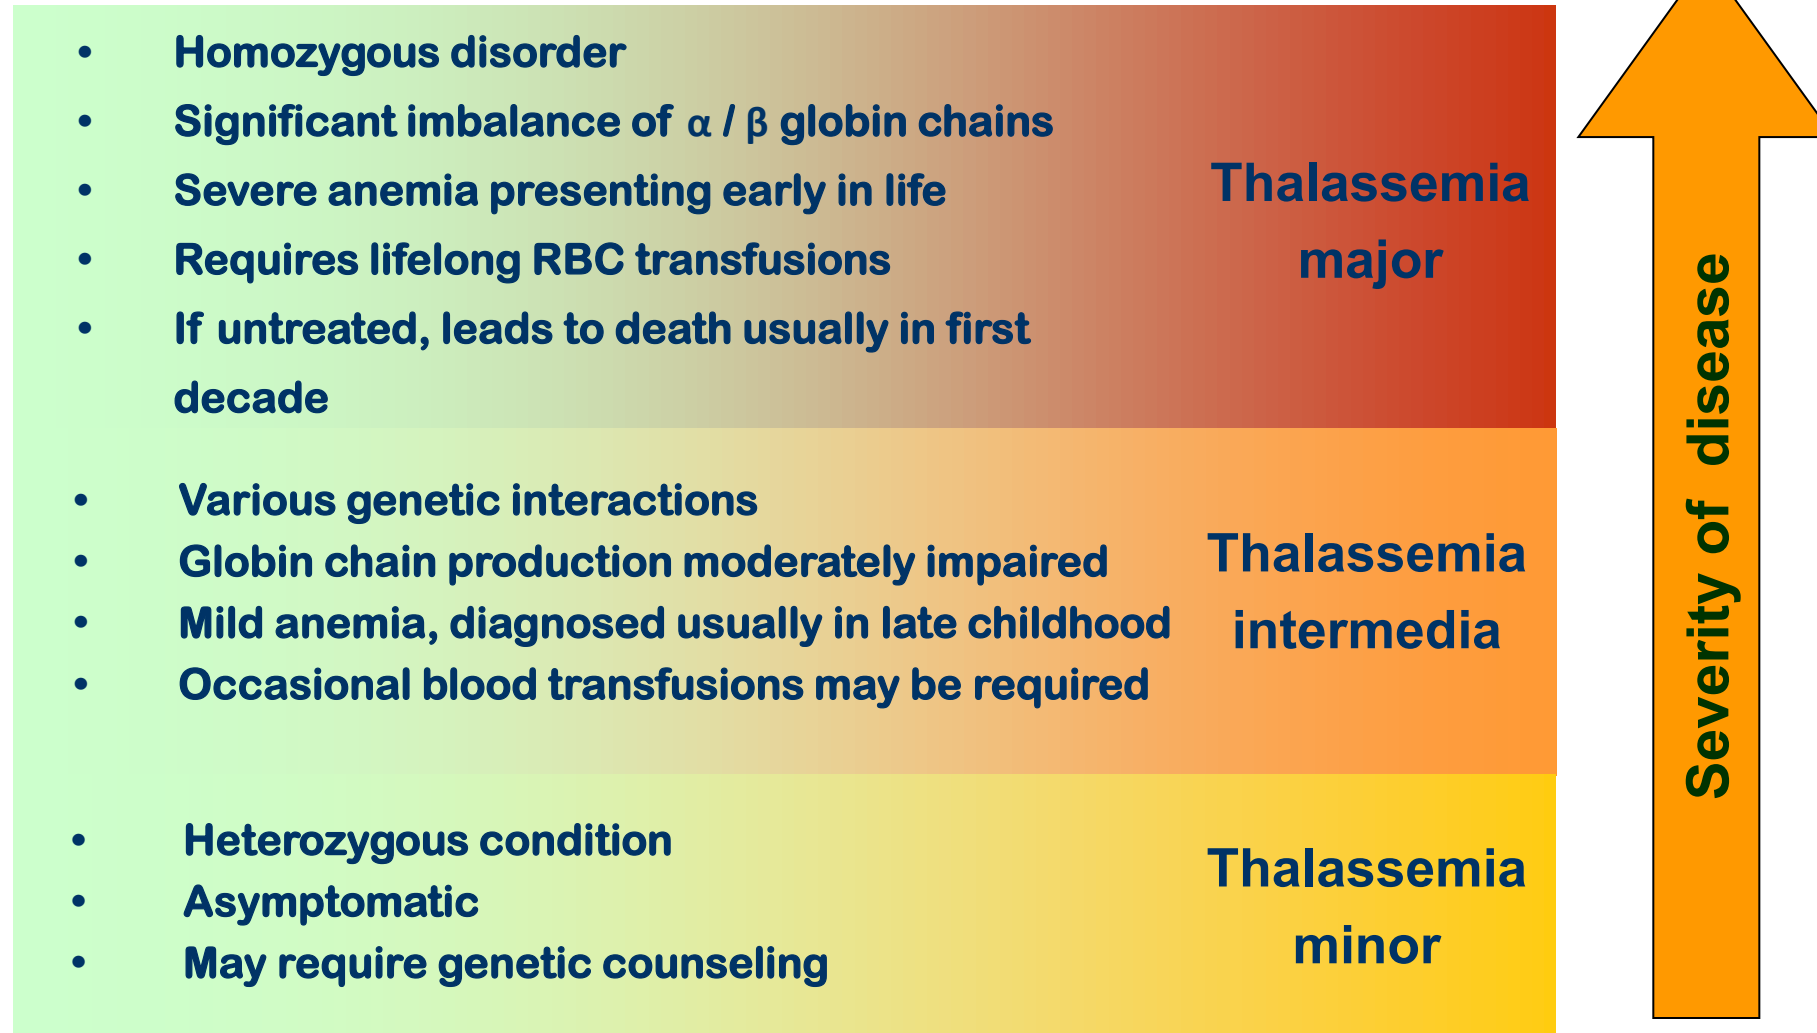 • Homozygous disorder
• Significant imbalance of α / β globin chains
• Severe anemia presenting early in life
• Requires lifelong RBC transfusions
• If untreated, leads to death usually in first
decade
Thalassemia
major
• Various genetic interactions
• Globin chain production moderately impaired
• Mild anemia, diagnosed usually in late childhood
• Occasional blood transfusions may be required
Thalassemia
intermedia
• Heterozygous condition
• Asymptomatic
• May require genetic counseling
Thalassemia
minor
Severity of disease